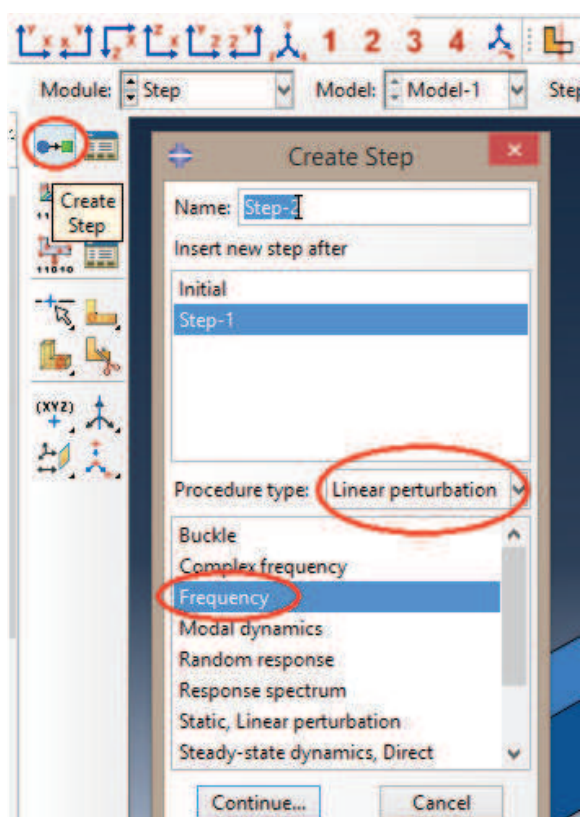 1 2 3 4
Module: Step Model: Model-1 Step
Create Step
Create
Step
Name: Step-2
Insert new step after
Initial
Step-1
11010
(XYZ)
Procedure type: Linear perturbation
Buckle
Complex frequency
Frequency
Modal dynamics
Random response
Response spectrum
Static, Linear perturbation
Steady-state dynamics, Direct
Continue... Cancel